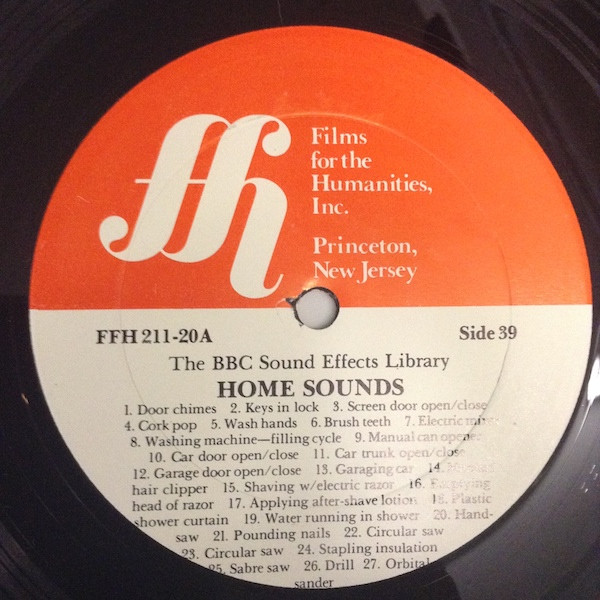 ffh
Films
for the
Humanities,
Inc.
Princeton,
New Jersey
FFH 211-20A
Side 39
The BBC Sound Effects Library
HOME SOUNDS
1. Door chimes 2. Keys in lock 3. Screen door open/close
4. Cork pop 5. Wash hands 6. Brush teeth 7. Electric
8. Washing machine—filling cycle 9. Manual can opener
10. Car door open/close 11. Car trunk open/close
12. Garage door open/close 13. Garaging car 14.
hair clipper 15. Shaving w/electric razor 16. Emptying
head of razor 17. Applying after-shave lotion 18. Plastic
shower curtain 19. Water running in shower 20. Hand-
saw 21. Pounding nails 22. Circular saw
23. Circular saw 24. Stapling insulation
25. Sabre saw 26. Drill 27. Orbital
sander